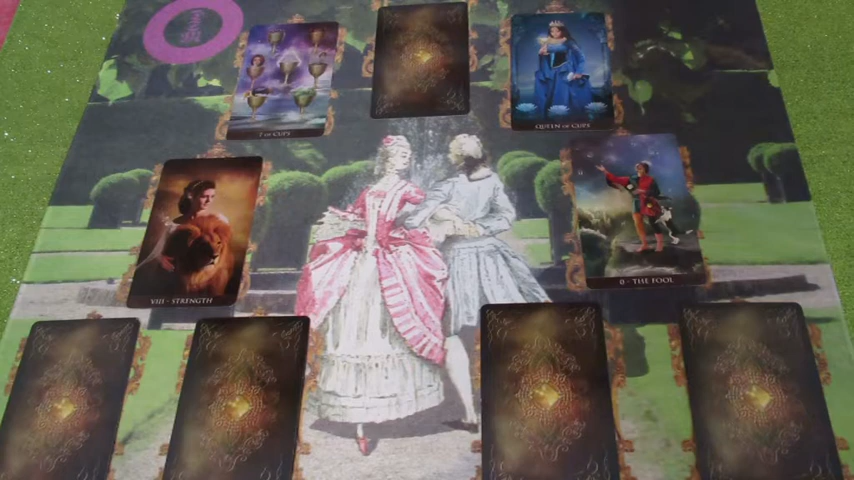 7 OF CUPS
QUEEN OF CUPS
VIII - STRENGTH
0 - THE FOOL